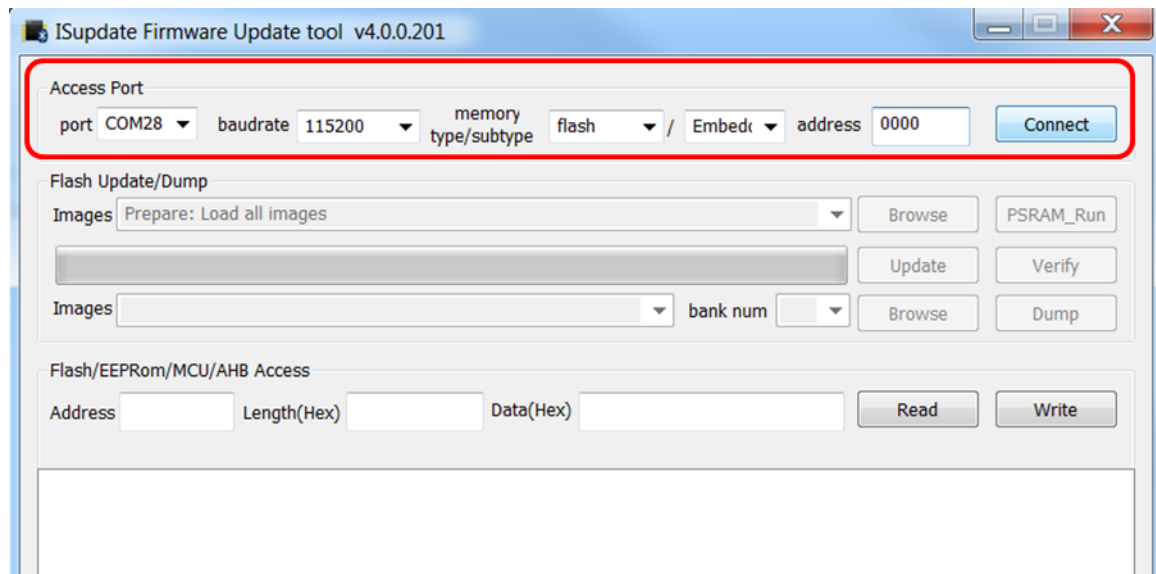 ISupdate Firmware Update tool v4.0.0.201
Access Port
port COM28 baudrate 115200 memory type/subtype flash / Embedc address 0000 Connect
Flash Update/Dump
Images Prepare: Load all images Browse PSRAM_Run
Update Verify
Images bank num Browse Dump
Flash/EEPRom/MCU/AHB Access
Address Length(Hex) Data(Hex) Read Write